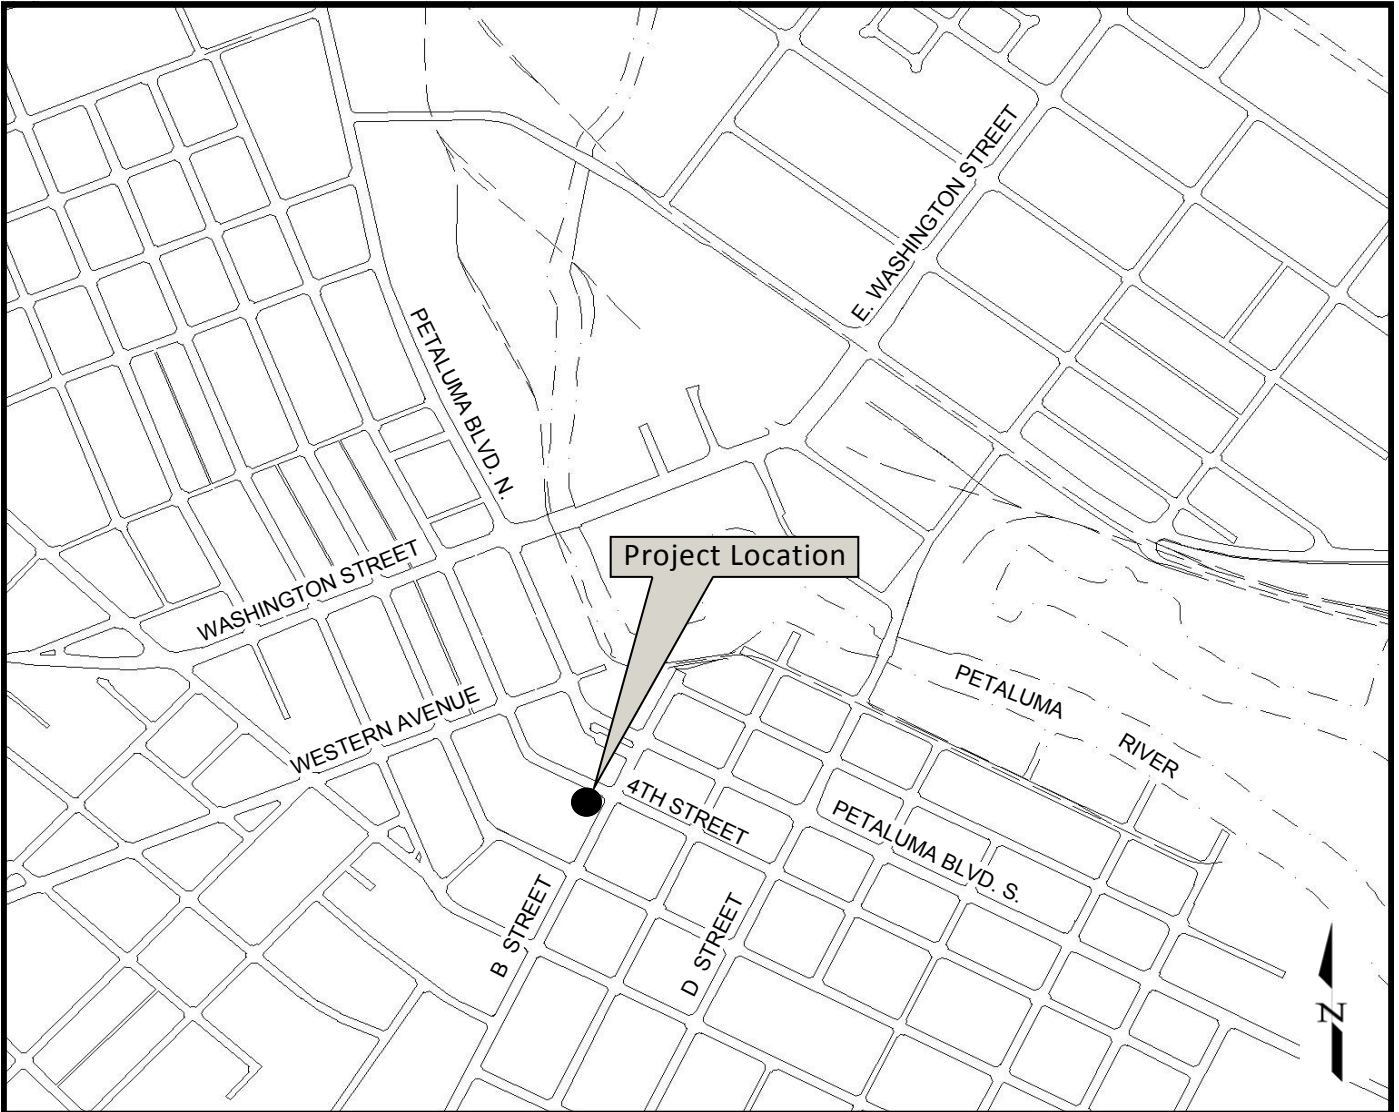 E. WASHINGTON STREET
PETALUMA BLVD. N.
Project Location
WASHINGTON STREET
WESTERN AVENUE
PETALUMA
RIVER
4TH STREET
PETALUMA BLVD. S.
B STREET
D STREET
N